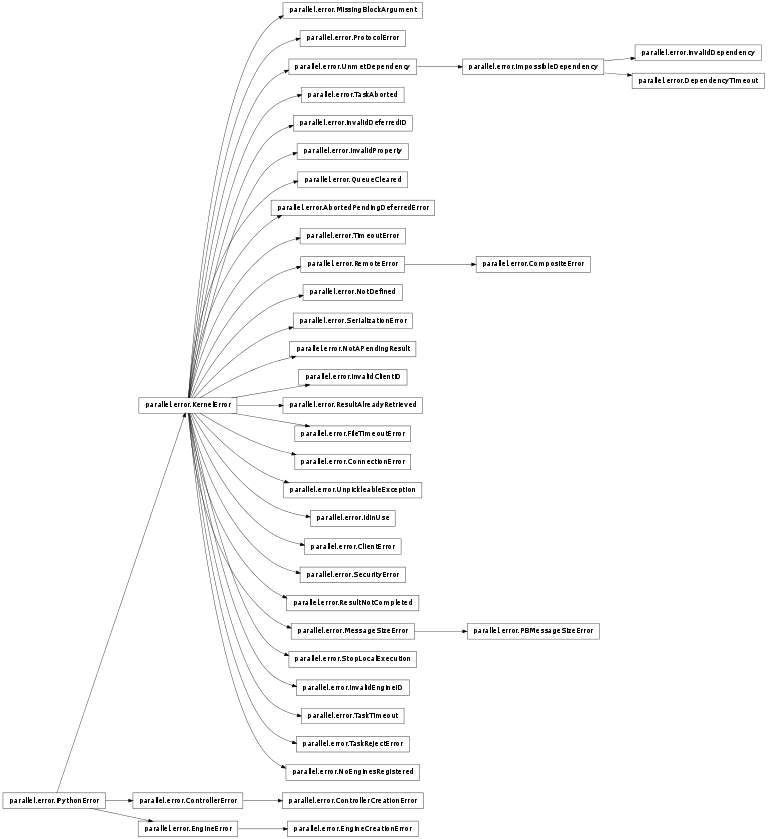 parallel.error.MissingBlockArgument
parallel.error.ProtocolError
parallel.error.InvalidDependency
parallel.error.UnmetDependency
parallel.error.ImpossibleDependency
parallel.error.DependencyTimeout
parallel.error.TaskAborted
parallel.error.InvalidDeferredID
parallel.error.InvalidProperty
parallel.error.QueueCleared
parallel.error.AbortedPendingDeferredError
parallel.error.TimeoutError
parallel.error.RemoteError
parallel.error.CompositeError
parallel.error.NotDefined
parallel.error.SerializationError
parallel.error.NotAPendingResult
parallel.error.InvalidClientID
parallel.error.KernelError
parallel.error.ResultAlreadyRetrieved
parallel.error.FileTimeoutError
parallel.error.ConnectionError
parallel.error.UnpickleableException
parallel.error.IdInUse
parallel.error.ClientError
parallel.error.SecurityError
parallel.error.ResultNotCompleted
parallel.error.MessageSizeError
parallel.error.PBMessageSizeError
parallel.error.StopLocalExecution
parallel.error.InvalidEngineID
parallel.error.TaskTimeout
parallel.error.TaskRejectError
parallel.error.NoEnginesRegistered
parallel.error.IPythonError
parallel.error.ControllerError
parallel.error.ControllerCreationError
parallel.error.EngineError
parallel.error.EngineCreationError